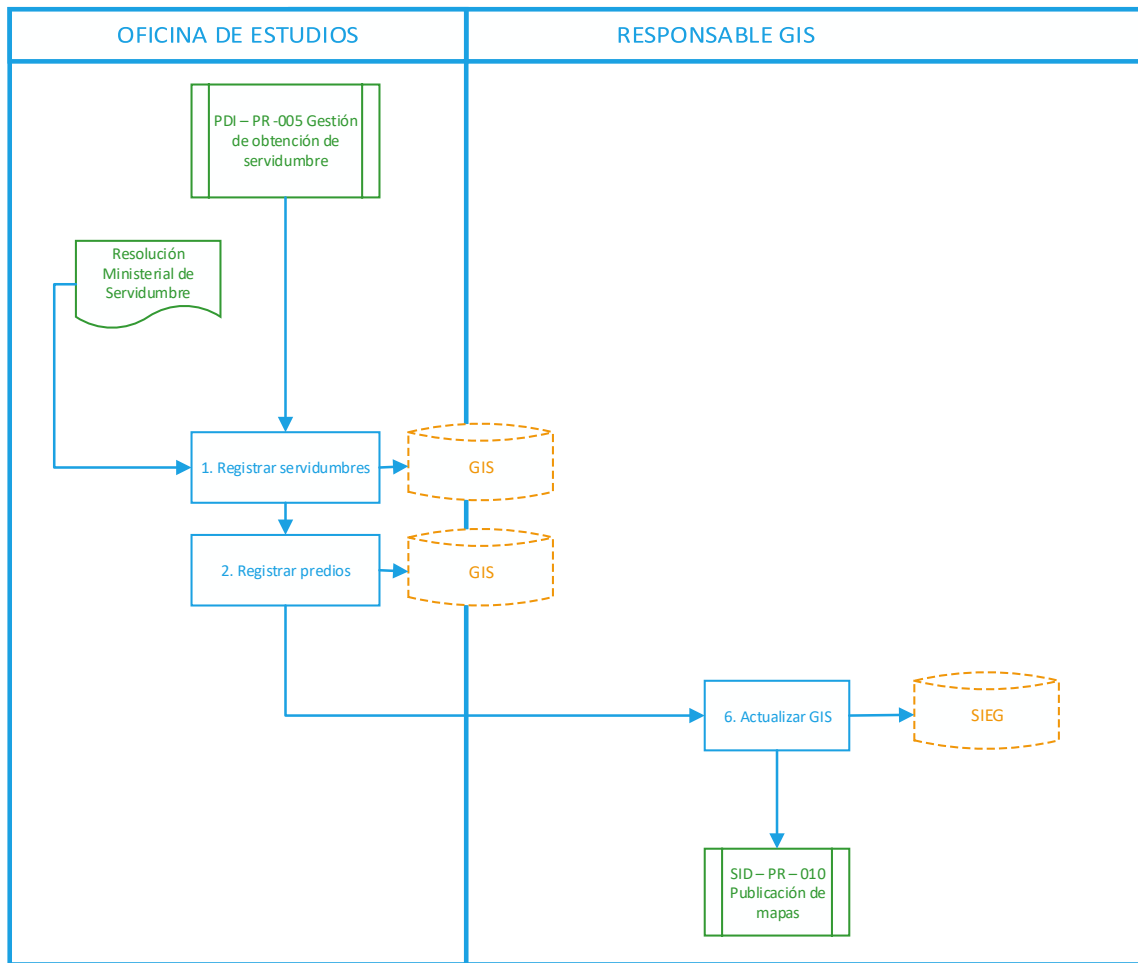 OFICINA DE ESTUDIOS
RESPONSABLE GIS
PDI – PR -005 Gestión
de obtención de
servidumbre
Resolución
Ministerial de
Servidumbre
1. Registrar servidumbres
GIS
2. Registrar predios
GIS
6. Actualizar GIS
SIEG
SID – PR – 010
Publicación de
mapas